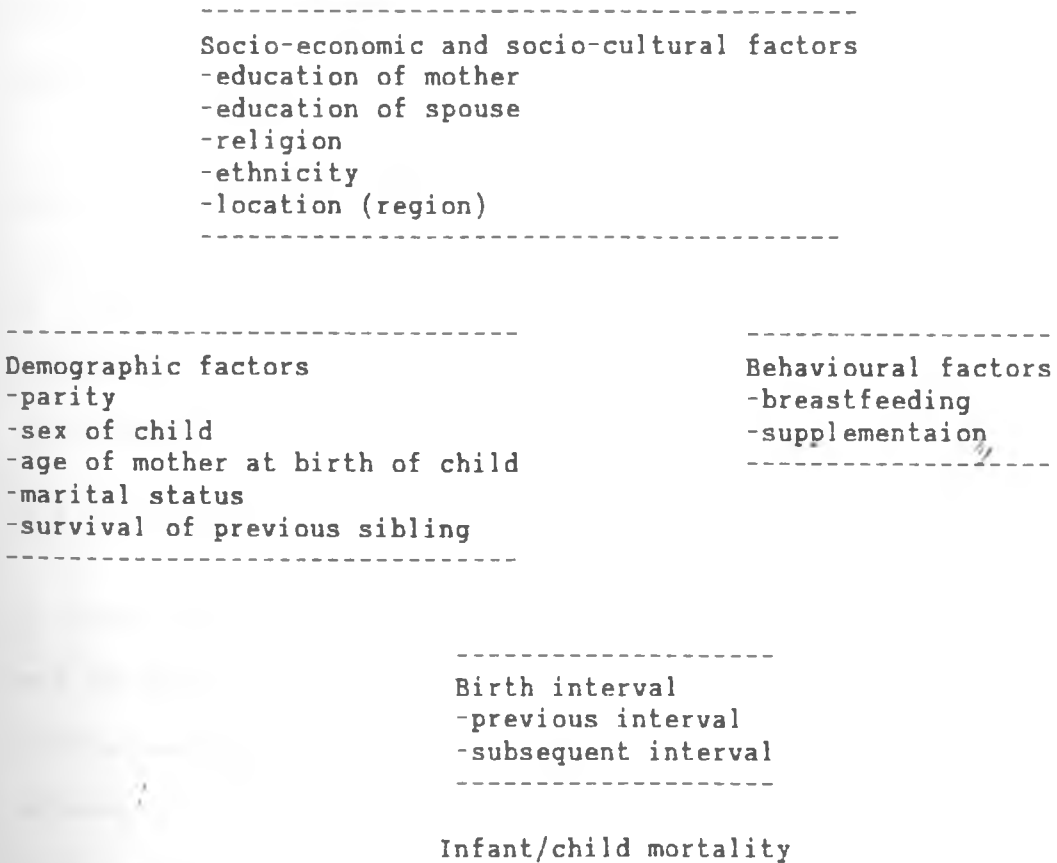 Socio-economic and socio-cultural factors
-education of mother
-education of spouse
-religion
-ethnicity
-location (region)
Demographic factors
-parity
-sex of child
-age of mother at birth of child
-marital status
-survival of previous sibling
Behavioural factors
-breastfeeding
-supplementaion
Birth interval
-previous interval
-subsequent interval
Infant/child mortality